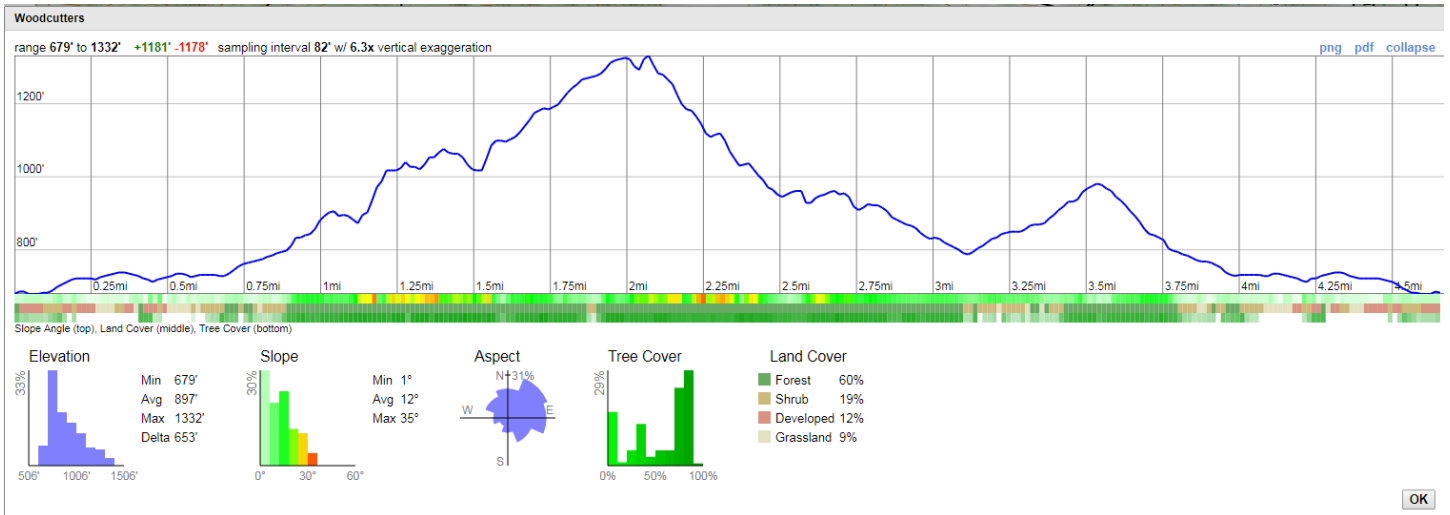 Woodcutters
range 679' to 1332' +1181' -1178' sampling interval 82' w/ 6.3x vertical exaggeration png pdf collapse
1200'
1000'
800'
0.25mi 0.5mi 0.75mi 1mi 1.25mi 1.5mi 1.75mi 2mi 2.25mi 2.5mi 2.75mi 3mi 3.25mi 3.5mi 3.75mi 4mi 4.25mi 4.5mi
Slope Angle (top), Land Cover (middle), Tree Cover (bottom)
Elevation
33%
Min 679'
Avg 897'
Max 1332'
Delta 653'
506' 1006' 1506'
Slope
30%
Min 1°
Avg 12°
Max 35°
0° 30° 60°
Aspect
N 31%
W E
S
Tree Cover
29%
0% 50% 100%
Land Cover
Forest 60%
Shrub 19%
Developed 12%
Grassland 9%
OK